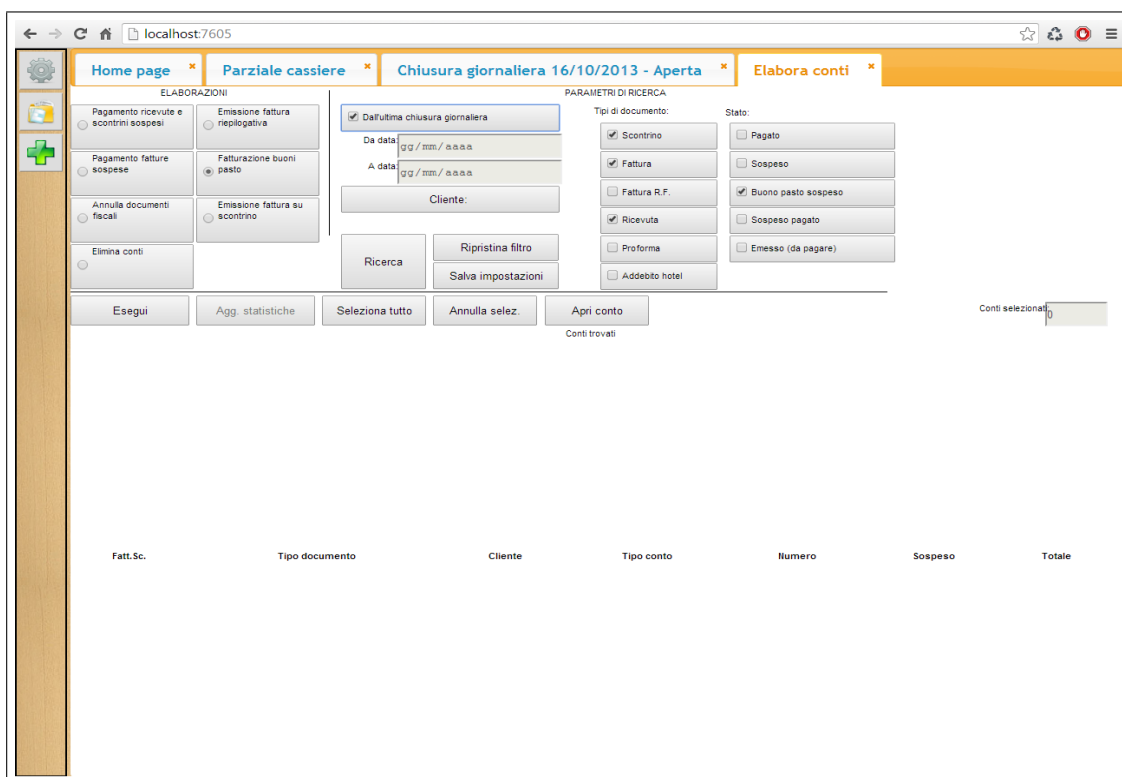 localhost:7605
Home page
Parziale cassiere
Chiusura giornaliera 16/10/2013 - Aperta
Elabora conti
ELABORAZIONI
Pagamento ricevute e
scontrini sospesi
Emissione fattura
riepilogativa
Pagamento fatture
sospese
Fatturazione buoni
pasto
Annulla documenti
fiscali
Emissione fattura su
scontrino
Elimina conti
PARAMETRI DI RICERCA
Dall'ultima chiusura giornaliera
Da data:
gg/mm/aaaa
A data:
gg/mm/aaaa
Cliente:
Ricerca
Ripristina filtro
Salva impostazioni
Tipi di documento:
Scontrino
Fattura
Fattura R.F.
Ricevuta
Proforma
Addebito hotel
Stato:
Pagato
Sospeso
Buono pasto sospeso
Sospeso pagato
Emesso (da pagare)
Esegui
Agg. statistiche
Seleziona tutto
Annulla selez.
Apri conto
Conti selezionati:
0
Conti trovati
Fatt.Sc.
Tipo documento
Cliente
Tipo conto
Numero
Sospeso
Totale